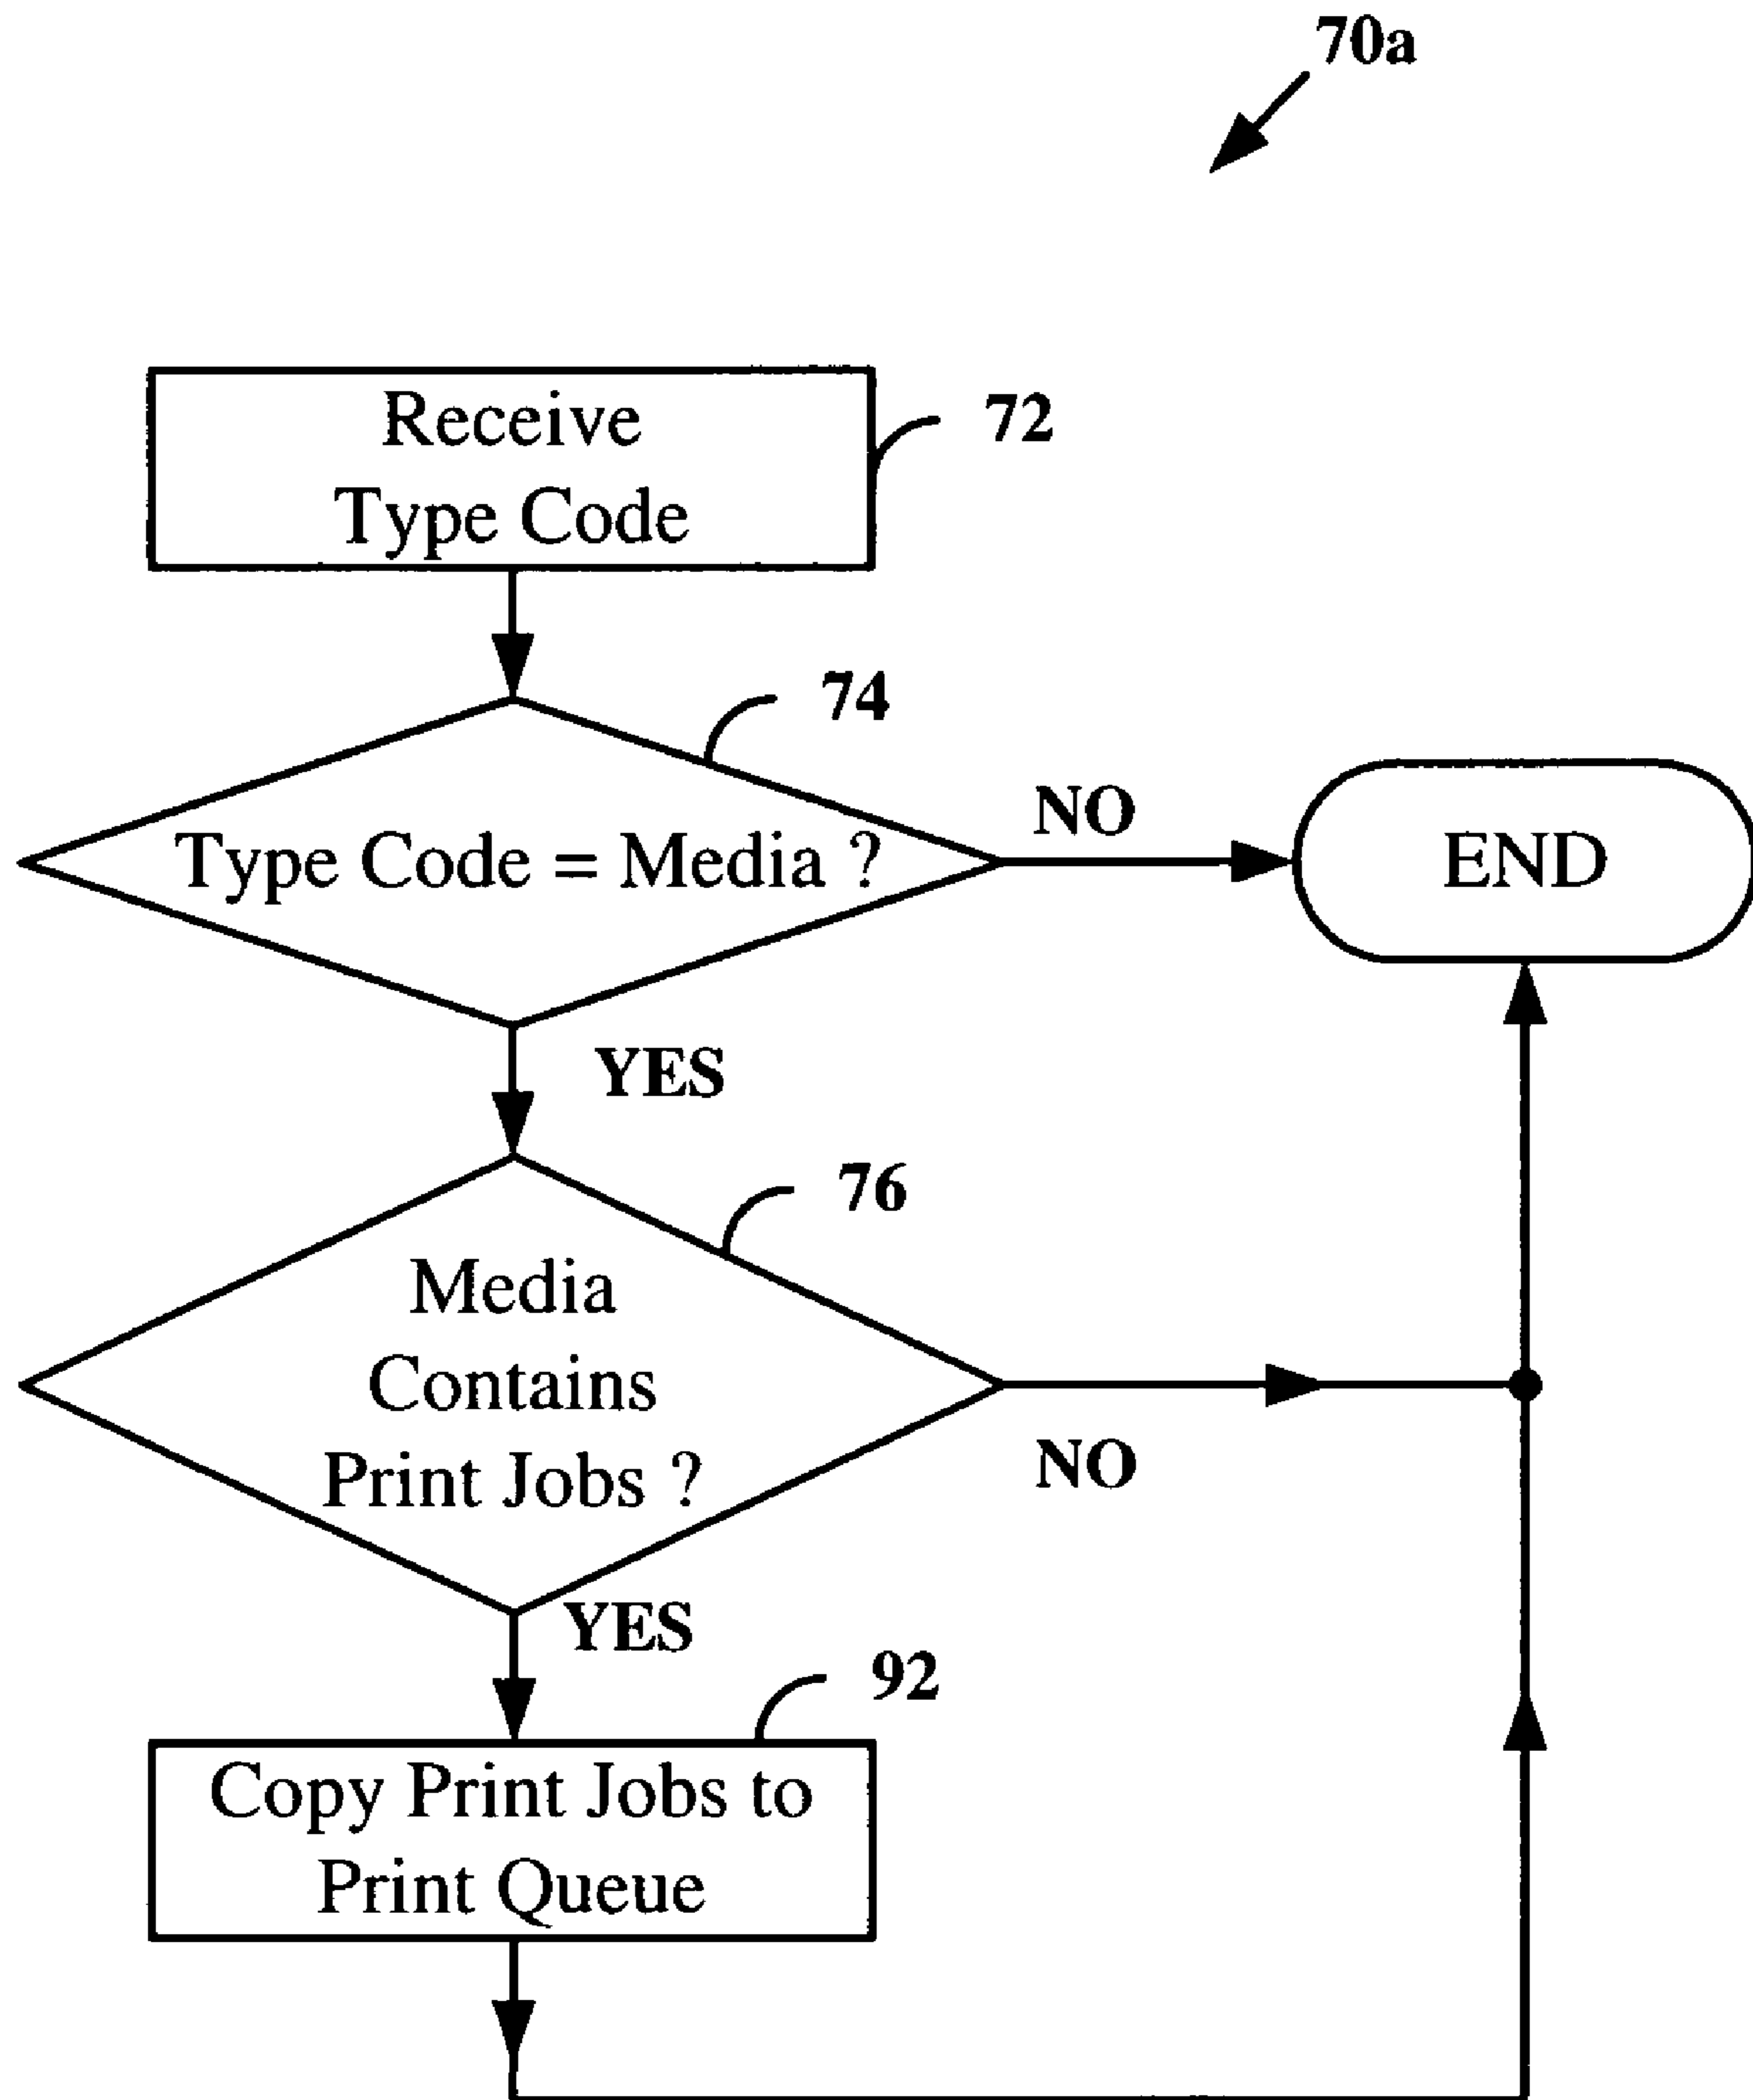 70a
Receive
Type Code
72
74
Type Code = Media ?
NO
END
YES
76
Media
Contains
Print Jobs ?
NO
YES
92
Copy Print Jobs to
Print Queue